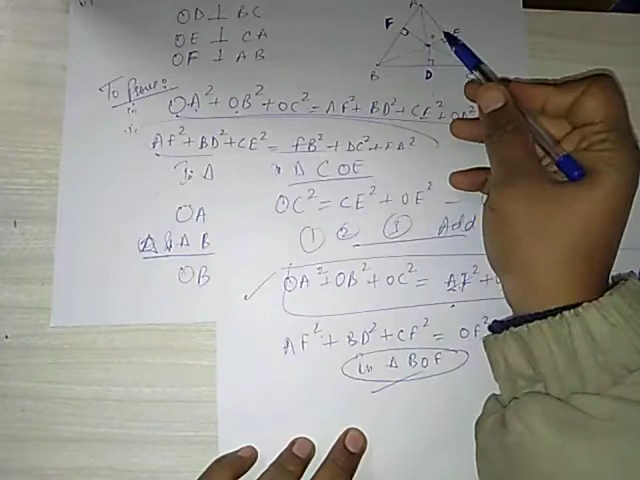 OD ⊥ BC
OE ⊥ CA
OF ⊥ AB
A
F
E
B
D
To Prove:
OA² + OB² + OC² = AF² + BD² + CE² + OD²
AF² + BD² + CE² = FB² + DC² + EA²
In Δ
In Δ COE
OA
OC² = CE² + OE²
① ② ③ Add
OB
OA² + OB² + OC² = AF² +
AF² + BD² + CF² = OF²
in Δ BOF